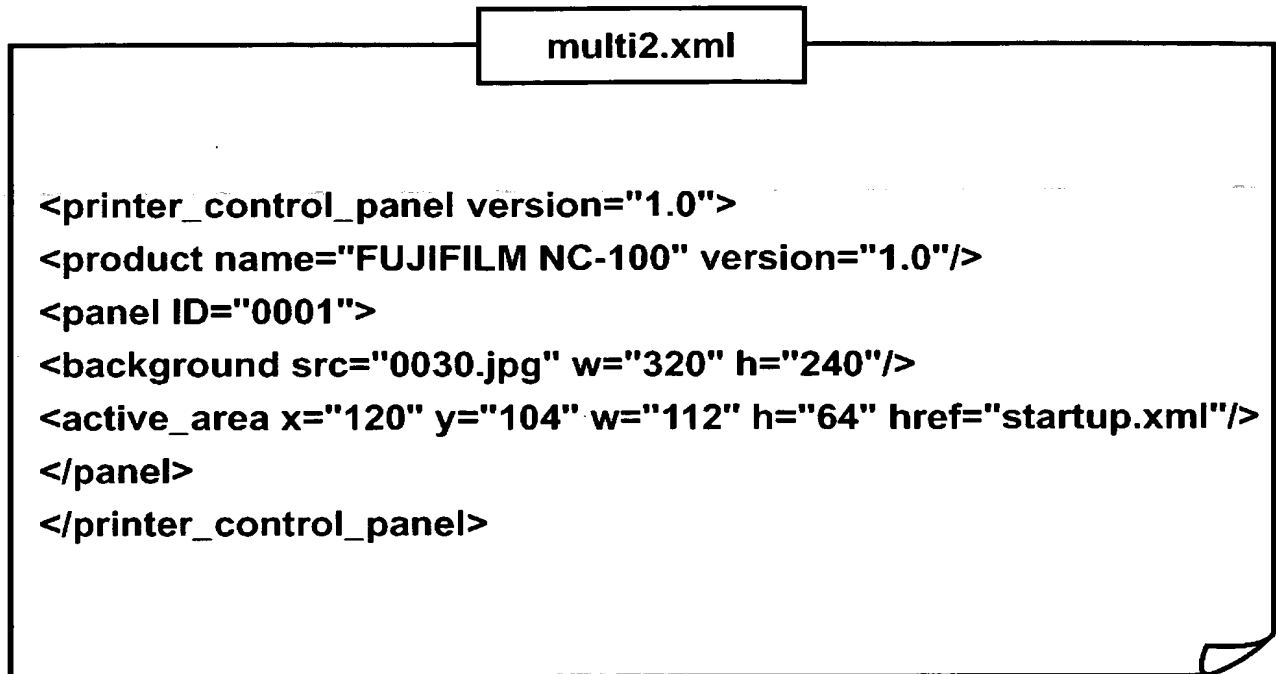 multi2.xml
<printer_control_panel version="1.0">
<product name="FUJIFILM NC-100" version="1.0"/>
<panel ID="0001">
<background src="0030.jpg" w="320" h="240"/>
<active_area x="120" y="104" w="112" h="64" href="startup.xml"/>
</panel>
</printer_control_panel>